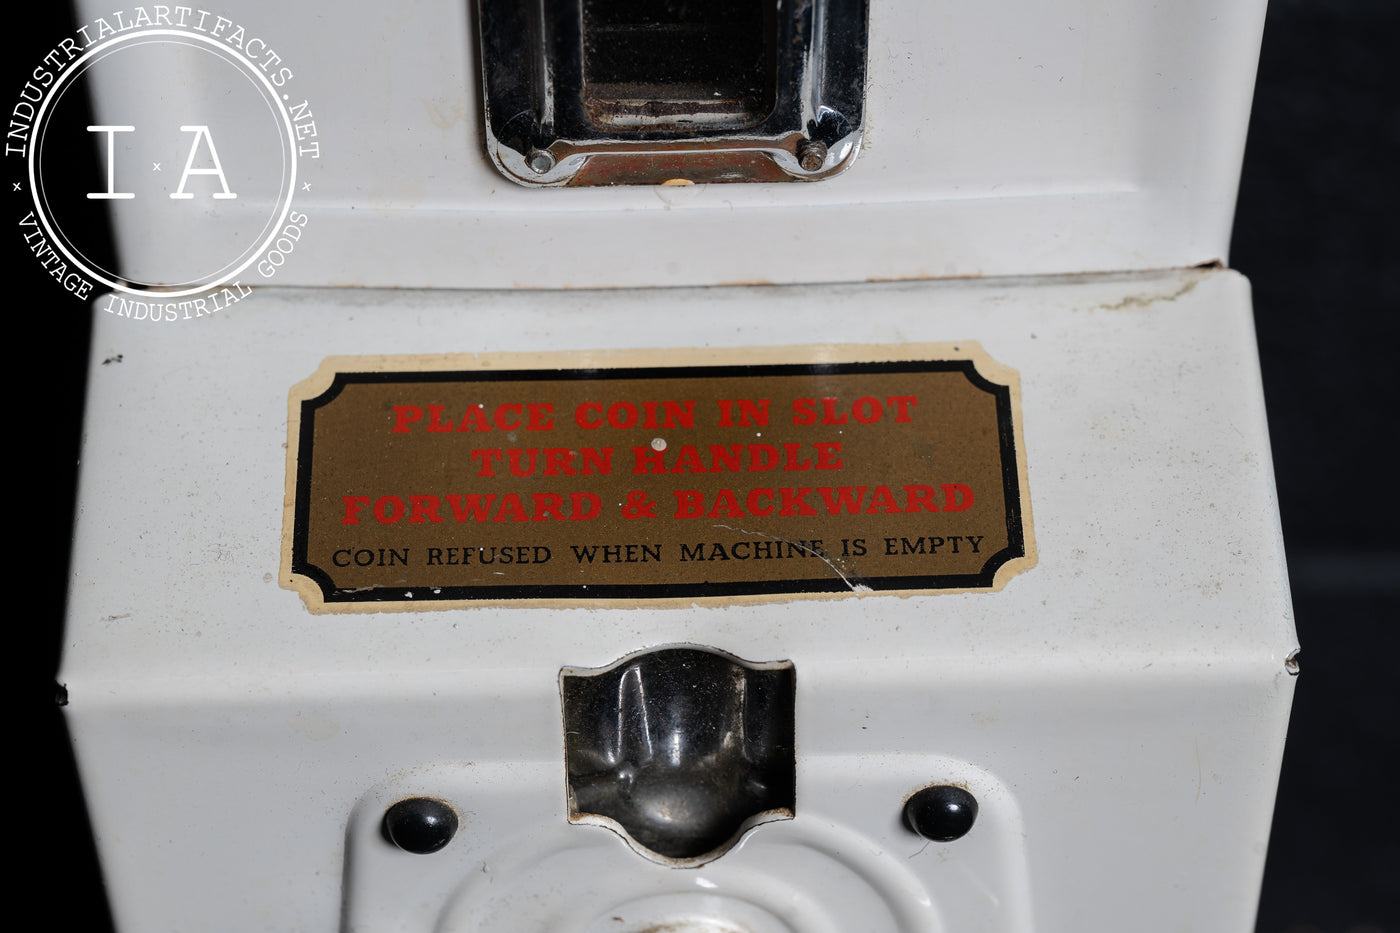 INDUSTRIALARTIFACTS.NET
I x A
x x
VINTAGE INDUSTRIAL GOODS
PLACE COIN IN SLOT
TURN HANDLE
FORWARD & BACKWARD
COIN REFUSED WHEN MACHINE IS EMPTY